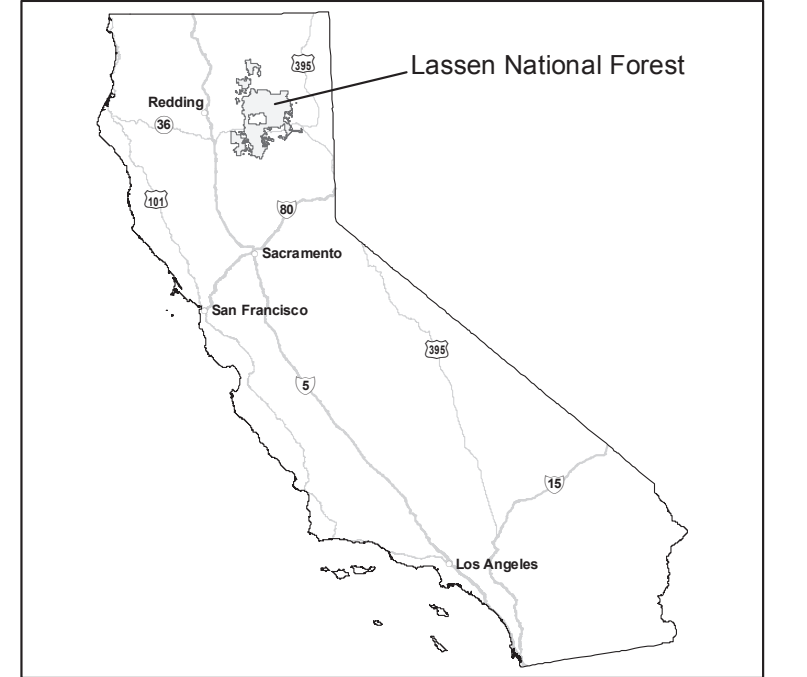 395
Lassen National Forest
Redding
36
101
80
Sacramento
San Francisco
395
5
15
Los Angeles